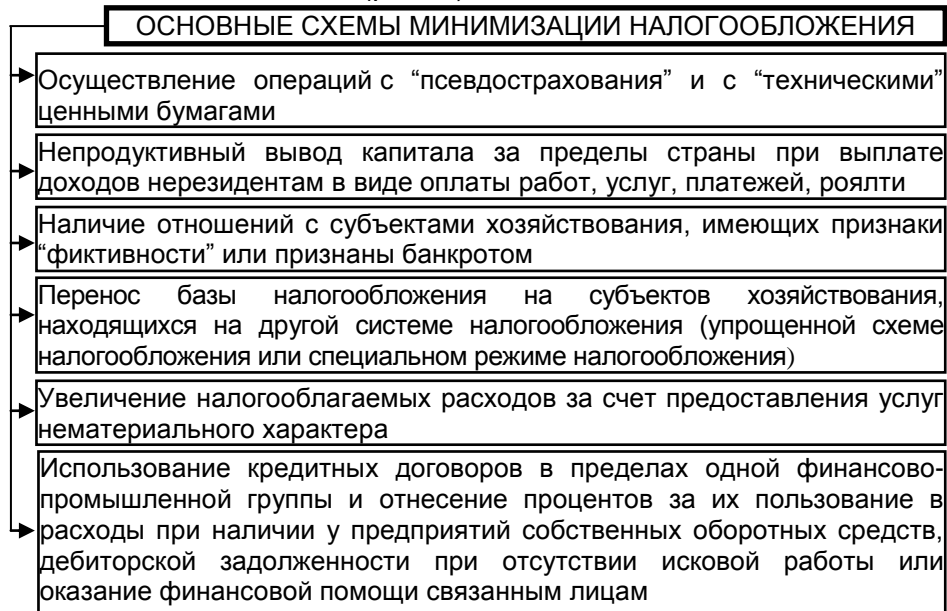 ОСНОВНЫЕ СХЕМЫ МИНИМИЗАЦИИ НАЛОГООБЛОЖЕНИЯ
Осуществление операций с “псевдострахования” и с “техническими”
ценными бумагами
Непродуктивный вывод капитала за пределы страны при выплате
доходов нерезидентам в виде оплаты работ, услуг, платежей, роялти
Наличие отношений с субъектами хозяйствования, имеющих признаки
“фиктивности” или признаны банкротом
Перенос базы налогообложения на субъектов хозяйствования,
находящихся на другой системе налогообложения (упрощенной схеме
налогообложения или специальном режиме налогообложения)
Увеличение налогооблагаемых расходов за счет предоставления услуг
нематериального характера
Использование кредитных договоров в пределах одной финансово-
промышленной группы и отнесение процентов за их пользование в
расходы при наличии у предприятий собственных оборотных средств,
дебиторской задолженности при отсутствии исковой работы или
оказание финансовой помощи связанным лицам